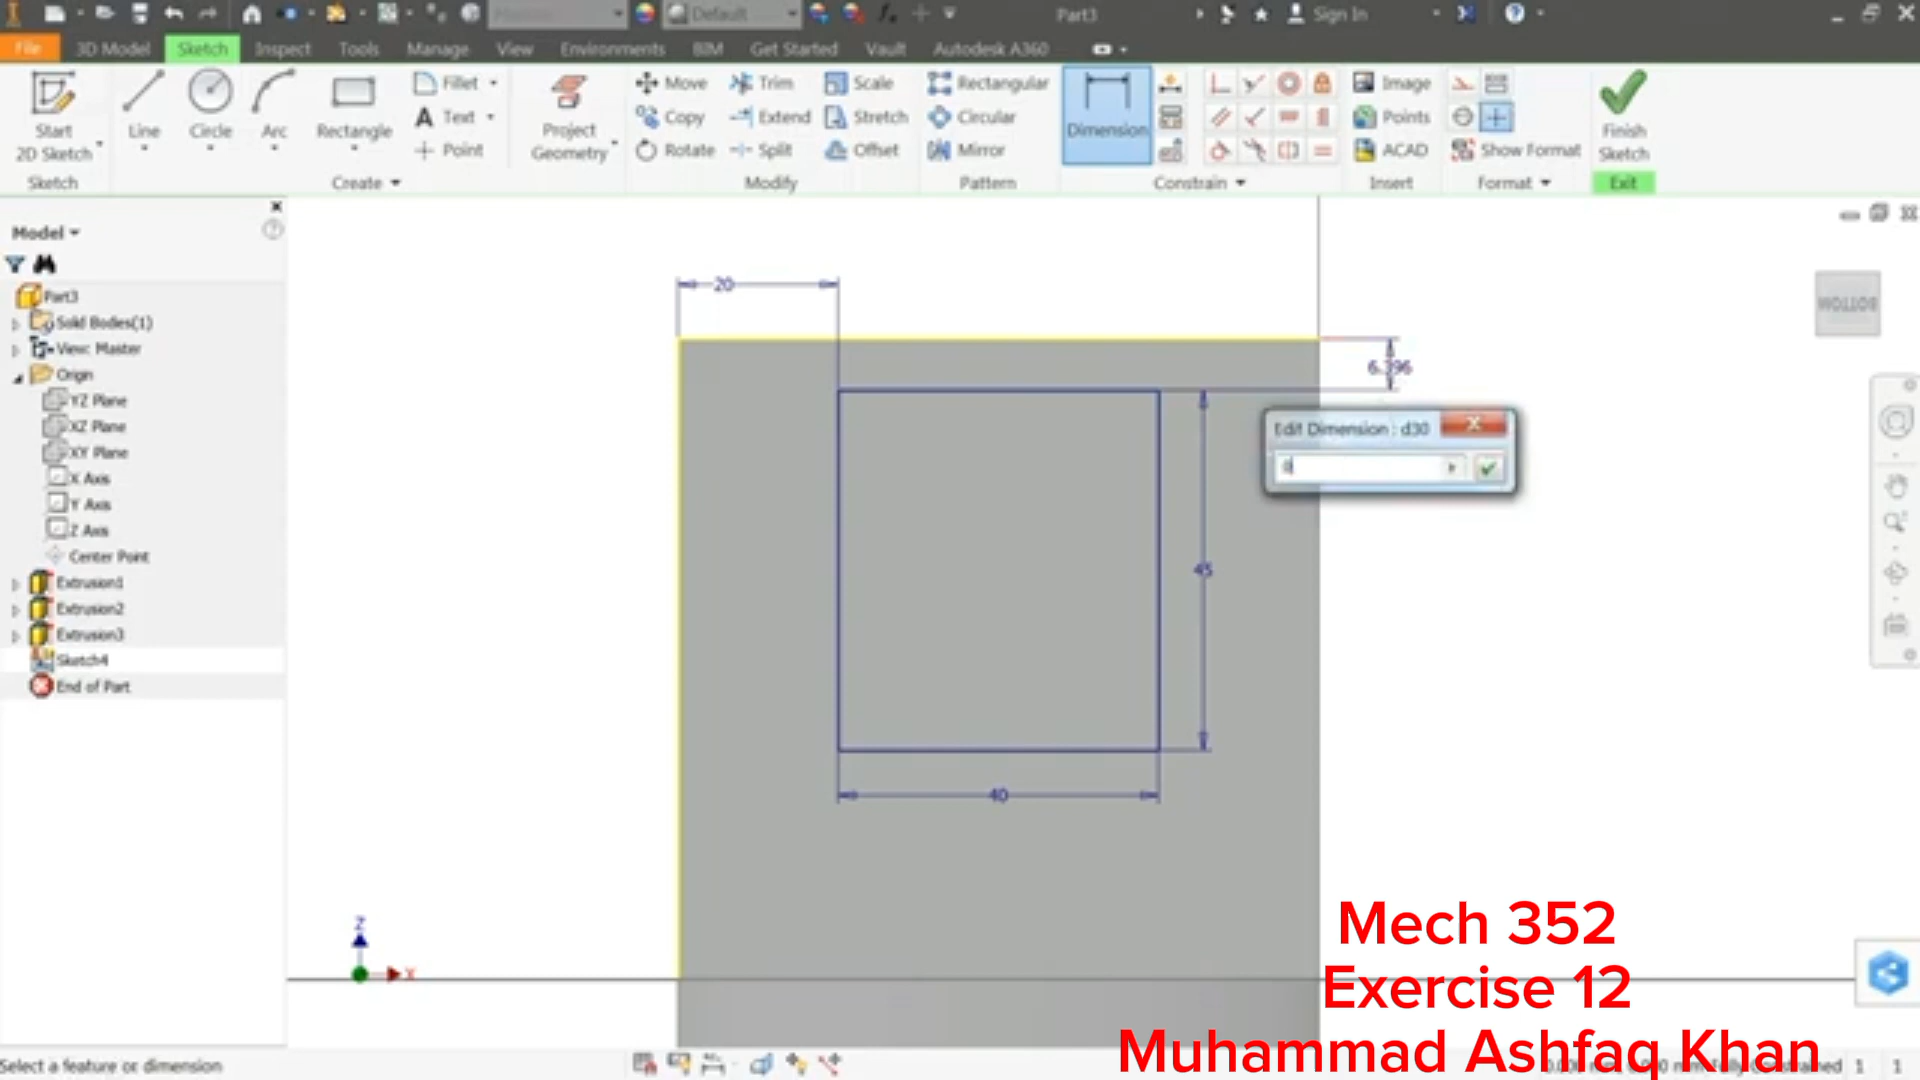 Default
Part3
Sign In
File 3D Model Sketch Inspect Tools Manage View Environments BIM Get Started Vault Autodesk A360
Start
2D Sketch
Line
Circle
Arc
Rectangle
Fillet
Text
Point
Project
Geometry
Move
Copy
Rotate
Trim
Extend
Split
Scale
Stretch
Offset
Rectangular
Circular
Mirror
Dimension
Image
Points
ACAD
Show Format
Finish
Sketch
Sketch
Create
Modify
Pattern
Constrain
Insert
Format
Exit
Model
Part3
Solid Bodies(1)
View: Master
Origin
YZ Plane
XZ Plane
XY Plane
X Axis
Y Axis
Z Axis
Center Point
Extrusion1
Extrusion2
Extrusion3
Sketch4
End of Part
20
BOTTOM
Edit Dimension : d30
45
40
Z
X
Mech 352
Exercise 12
Muhammad Ashfaq Khan
Select a feature or dimension
1 1